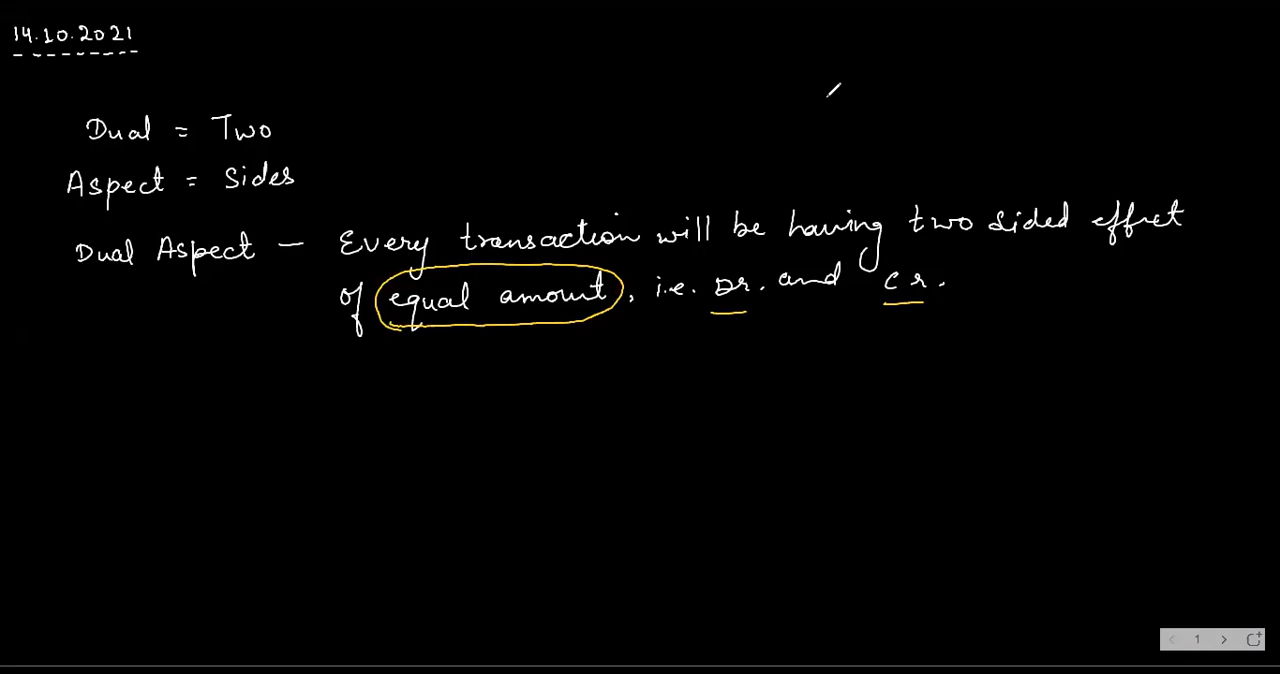 14.10.2021
Dual = Two
Aspect = Sides
Dual Aspect — Every transaction will be having two sided effect
of equal amount, i.e. Dr. and Cr.
1